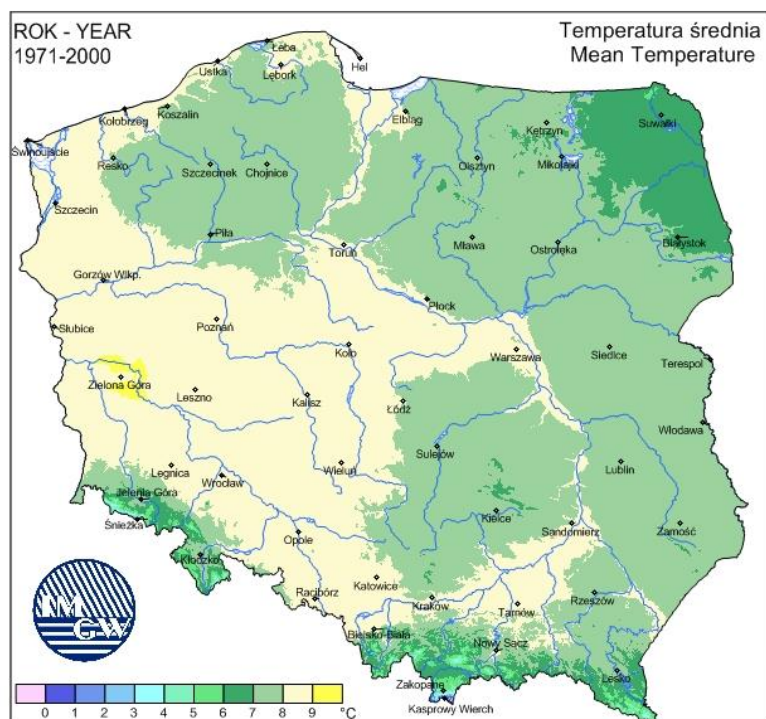 ROK - YEAR
1971-2000
Temperatura średnia
Mean Temperature
Łeba
Ustka
Lębork
Hel
Kołobrzeg
Koszalin
Elbląg
Kętrzyn
Suwałki
Świnoujście
Resko
Szczecinek
Chojnice
Olsztyn
Mikołajki
Szczecin
Piła
Toruń
Mława
Ostrołęka
Białystok
Gorzów Wlkp.
Płock
Słubice
Poznań
Koło
Warszawa
Siedlce
Terespol
Zielona Góra
Leszno
Kalisz
Łódź
Włodawa
Sulejów
Legnica
Wrocław
Wieluń
Lublin
Jelenia Góra
Śnieżka
Opole
Kielce
Sandomierz
Zamość
Kłodzko
Katowice
Racibórz
Kraków
Tarnów
Rzeszów
Bielsko-Biała
Nowy Sącz
Lesko
Zakopane
Kasprowy Wierch
IM
GW
0 1 2 3 4 5 6 7 8 9 °C